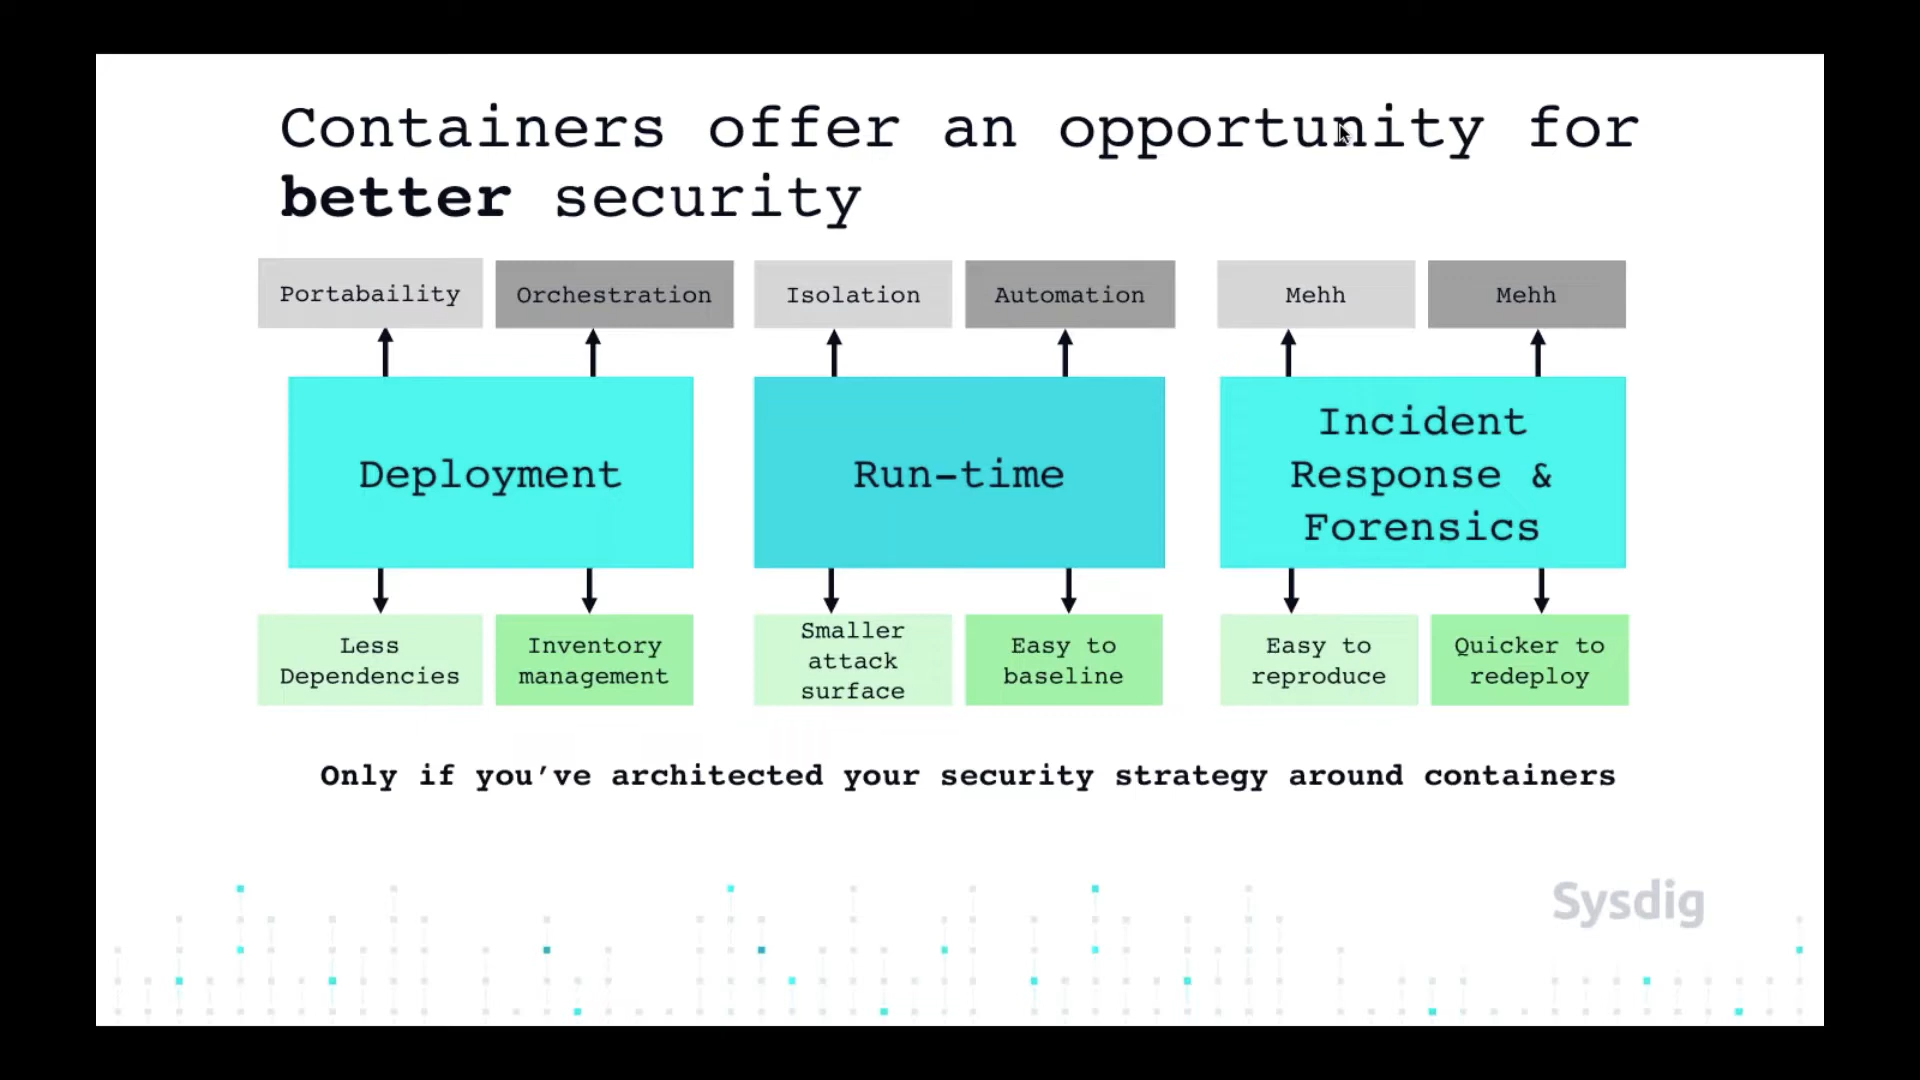 Containers offer an opportunity for
better security
Portabaility
Orchestration
Isolation
Automation
Mehh
Mehh
Deployment
Run-time
Incident
Response &
Forensics
Less
Dependencies
Inventory
management
Smaller
attack
surface
Easy to
baseline
Easy to
reproduce
Quicker to
redeploy
Only if you’ve architected your security strategy around containers
Sysdig